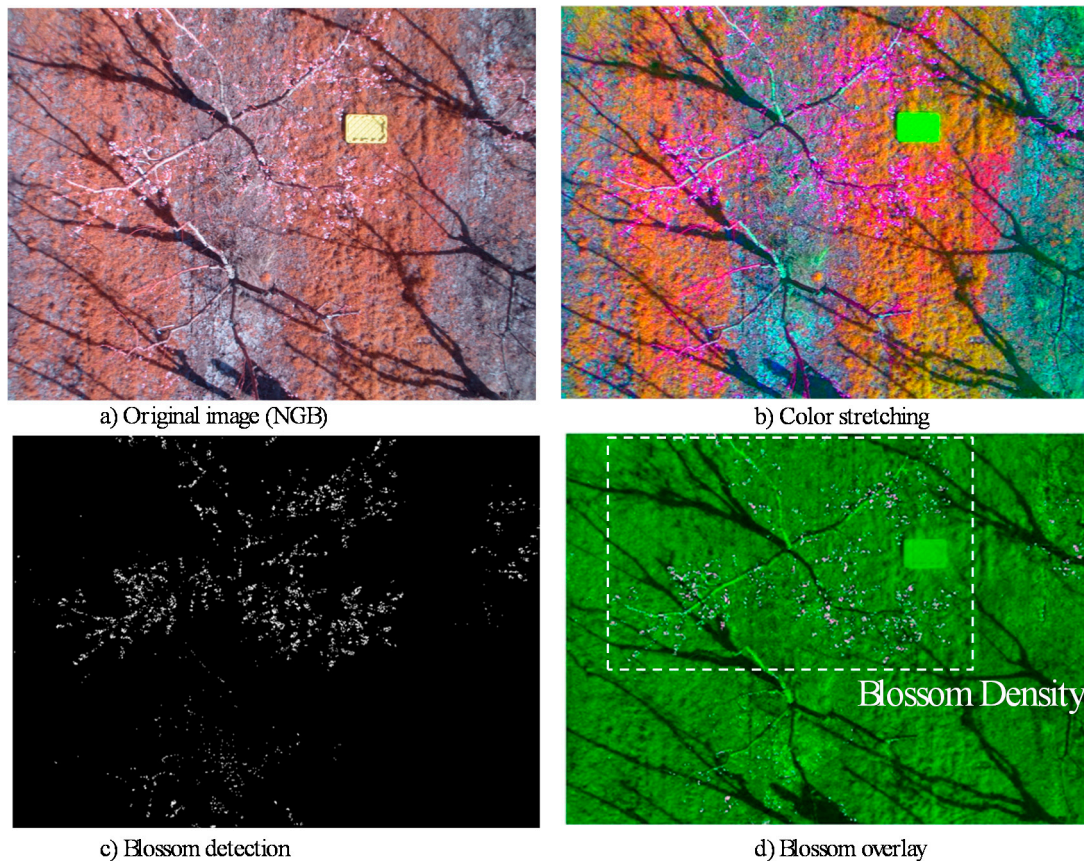 a) Original image (NGB)
b) Color stretching
Blossom Density
c) Blossom detection
d) Blossom overlay